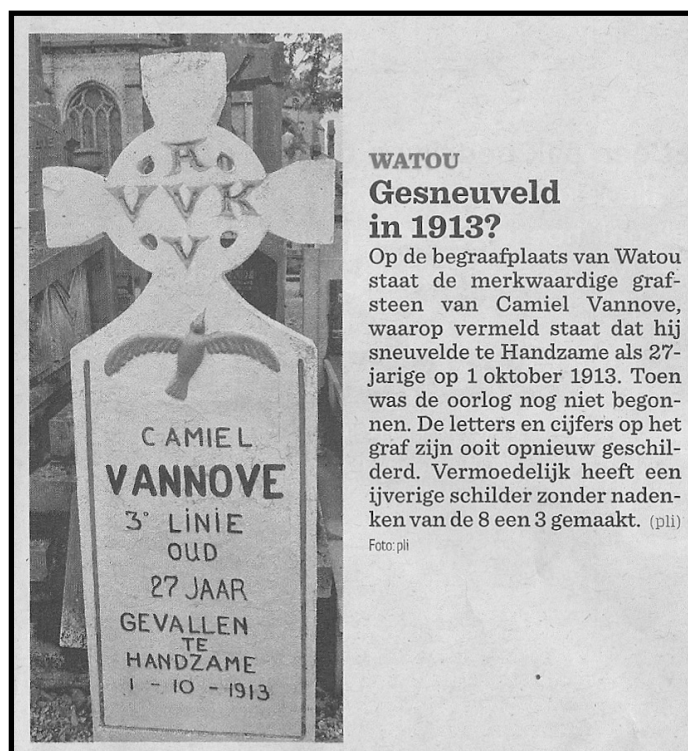 A
VVK
V
CAMIEL
VANNOVE
3° LINIE
OUD
27 JAAR
GEVALLEN
TE
HANDZAME
1 - 10 - 1913
WATOU
Gesneuveld
in 1913?
Op de begraafplaats van Watou
staat de merkwaardige graf-
steen van Camiel Vannove,
waarop vermeld staat dat hij
sneuvelde te Handzame als 27-
jarige op 1 oktober 1913. Toen
was de oorlog nog niet begon-
nen. De letters en cijfers op het
graf zijn ooit opnieuw geschil-
derd. Vermoedelijk heeft een
ijverige schilder zonder naden-
ken van de 8 een 3 gemaakt. (pli)
Foto: pli